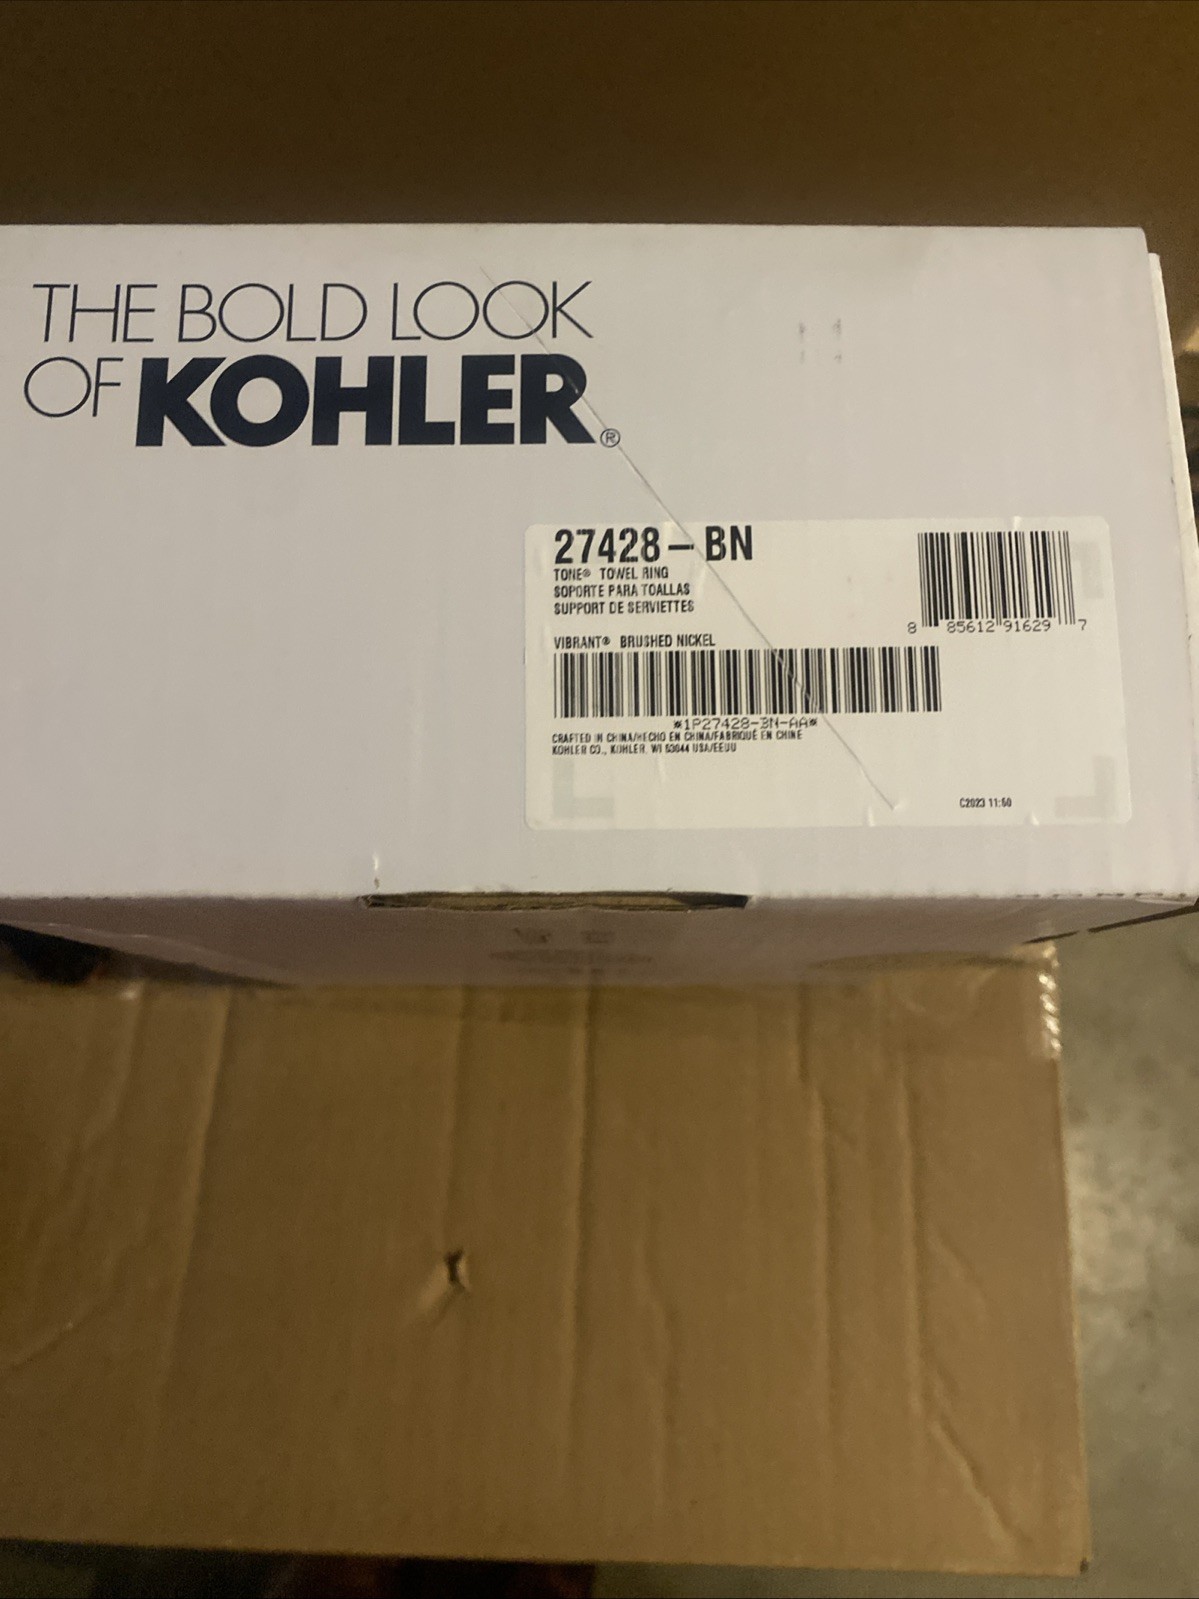 THE BOLD LOOK
OF KOHLER®
27428-BN
TONE® TOWEL RING
SOPORTE PARA TOALLAS
SUPPORT DE SERVIETTES
8 85612 91629 7
VIBRANT® BRUSHED NICKEL
*1P27428-BN-AA*
CRAFTED IN CHINA/HECHO EN CHINA/FABRIQUÉ EN CHINE
KOHLER CO., KOHLER, WI 53044 USA/EEUU
C2023 11:50